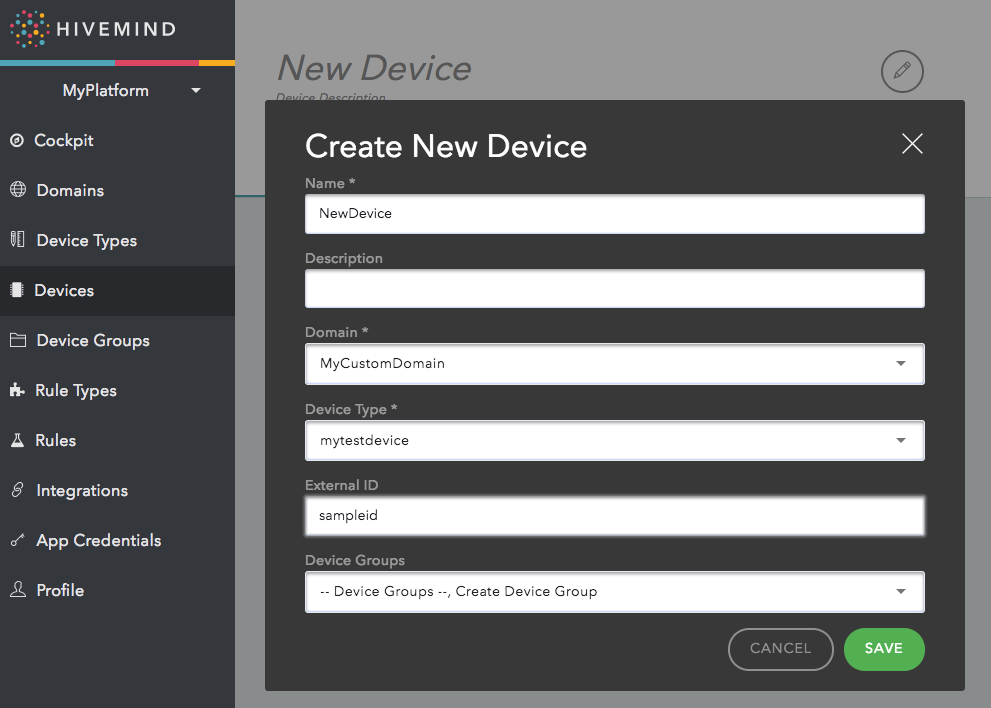 HIVEMIND
MyPlatform
Cockpit
Domains
Device Types
Devices
Device Groups
Rule Types
Rules
Integrations
App Credentials
Profile
New Device
Device Description
Create New Device
Name *
NewDevice
Description
Domain *
MyCustomDomain
Device Type *
mytestdevice
External ID
sampleid
Device Groups
-- Device Groups --, Create Device Group
CANCEL
SAVE